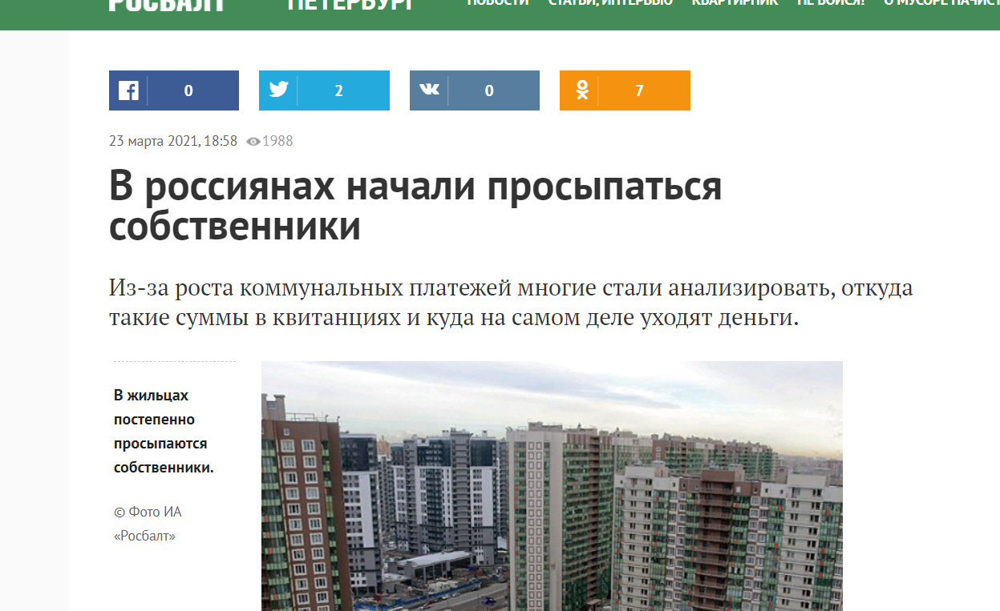 РОСБАЛТ
ПЕТЕРБУРГ
НОВОСТИ СТАТЬИ, ИНТЕРВЬЮ КВАРТИРНИК НЕ БОЙСЯ! О МУСОРЕ
0 2 0 7
23 марта 2021, 18:58 1988
В россиянах начали просыпаться
собственники
Из-за роста коммунальных платежей многие стали анализировать, откуда
такие суммы в квитанциях и куда на самом деле уходят деньги.
В жильцах
постепенно
просыпаются
собственники.
© Фото ИА
«Росбалт»